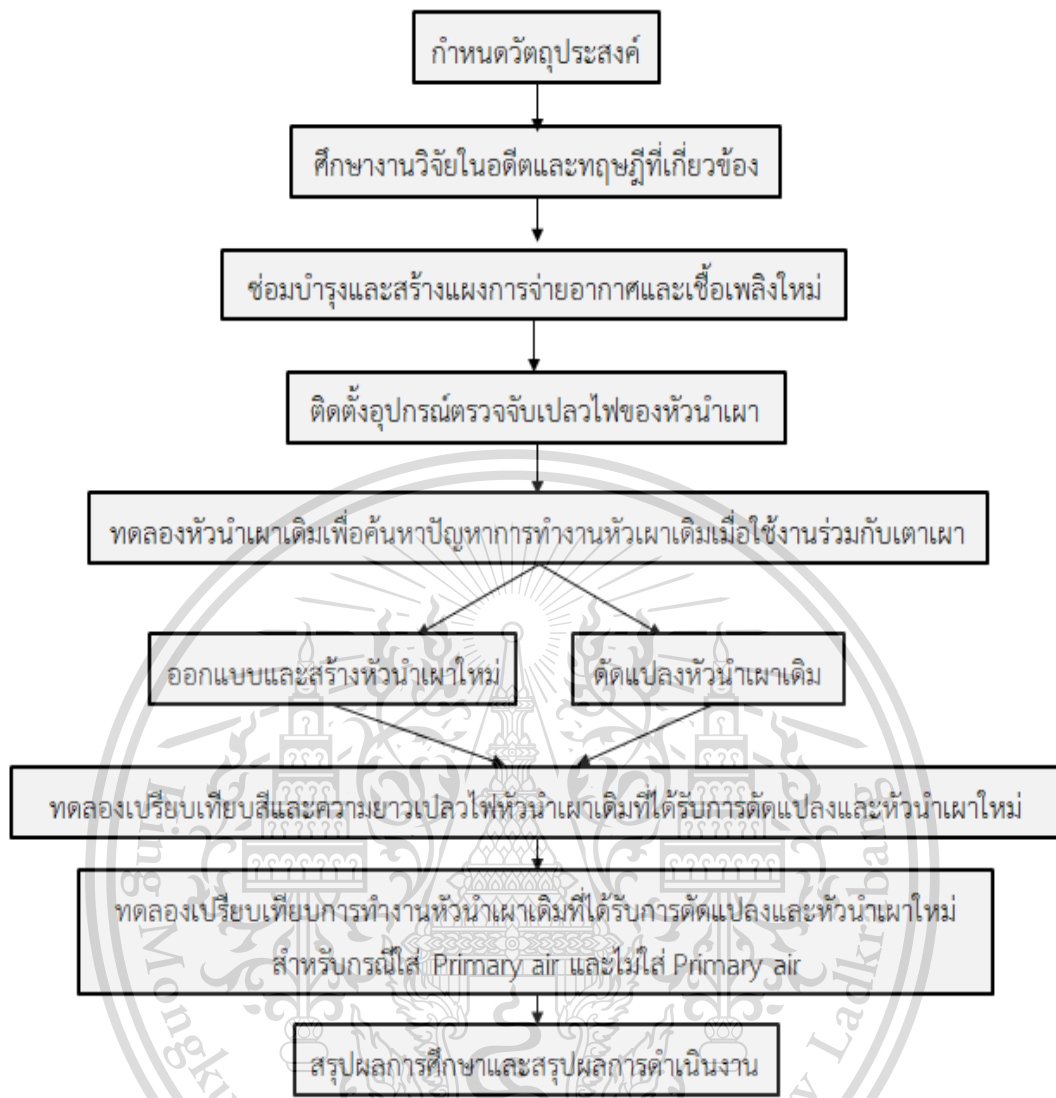 กำหนดวัตถุประสงค์
ศึกษางานวิจัยในอดีตและทฤษฎีที่เกี่ยวข้อง
ซ่อมบำรุงและสร้างแผงการจ่ายอากาศและเชื้อเพลิงใหม่
ติดตั้งอุปกรณ์ตรวจจับเปลวไฟของหัวนำเผา
ทดลองหัวนำเผาเดิมเพื่อค้นหาปัญหาการทำงานหัวเผาเดิมเมื่อใช้งานร่วมกับเตาเผา
ออกแบบและสร้างหัวนำเผาใหม่
ดัดแปลงหัวนำเผาเดิม
ทดลองเปรียบเทียบสีและความยาวเปลวไฟหัวนำเผาเดิมที่ได้รับการดัดแปลงและหัวนำเผาใหม่
ทดลองเปรียบเทียบการทำงานหัวนำเผาเดิมที่ได้รับการดัดแปลงและหัวนำเผาใหม่
สำหรับกรณีใส่ Primary air และไม่ใส่ Primary air
สรุปผลการศึกษาและสรุปผลการดำเนินงาน